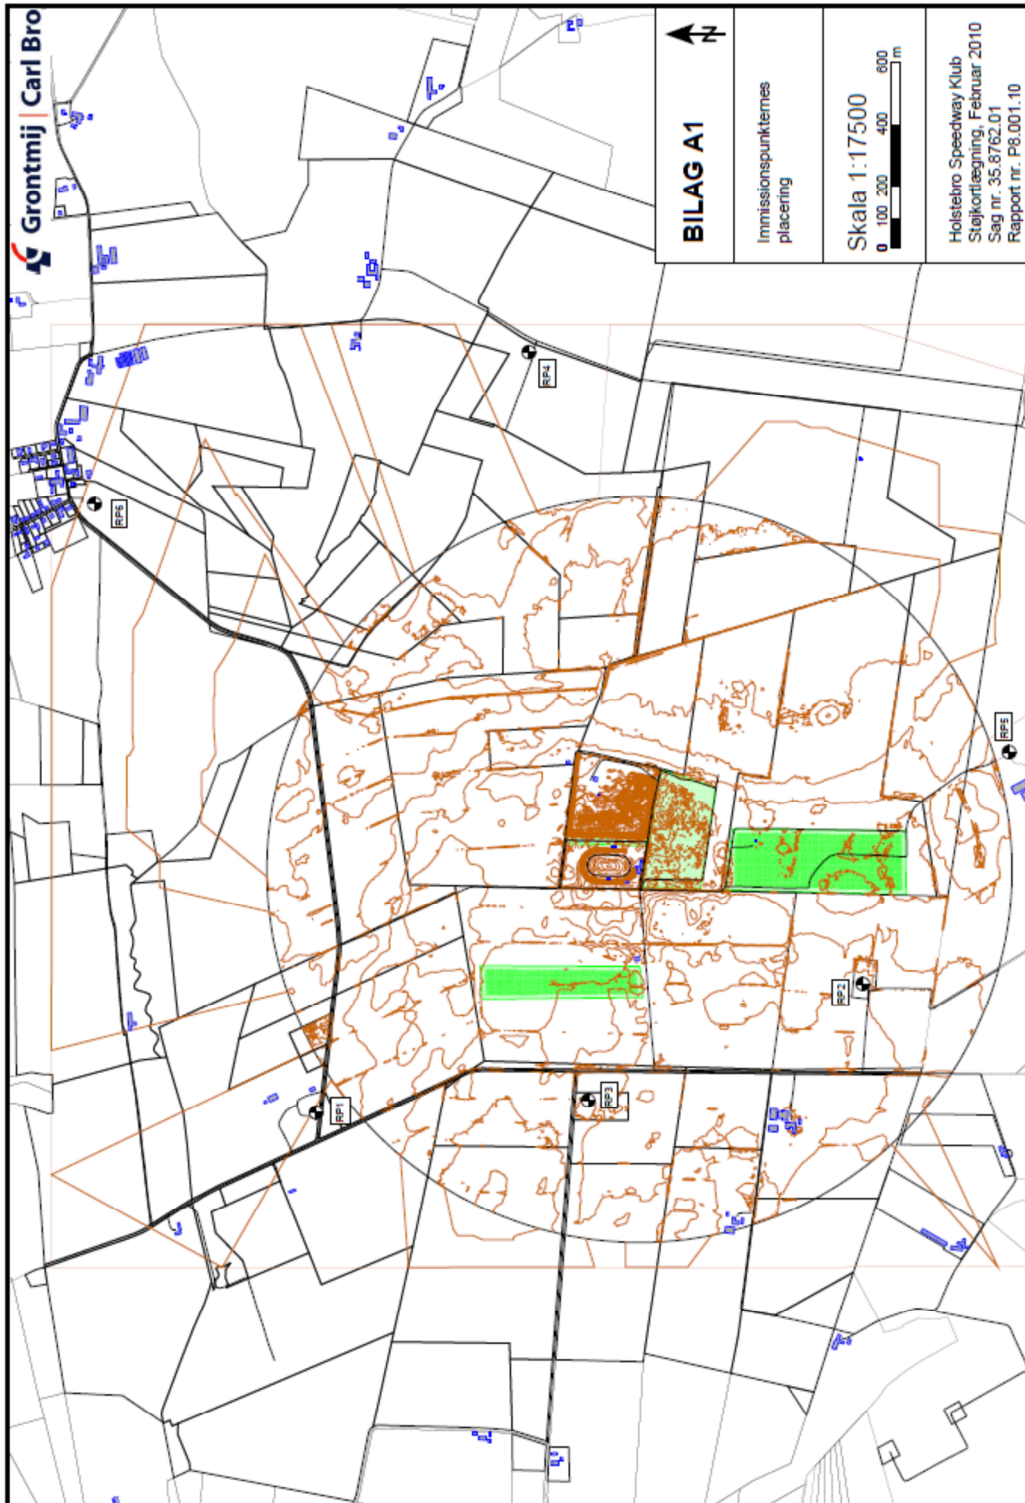 Grontmij | Carl Bro
N
BILAG A1
Immissionspunkternes
placering
Skala 1:17500
0 100 200 400 600
m
Holstebro Speedway Klub
Støjkortlægning, Februar 2010
Sag nr. 35.8762.01
Rapport nr. P8.001.10
RP6
RP4
RP5
RP2
RP3
RP1